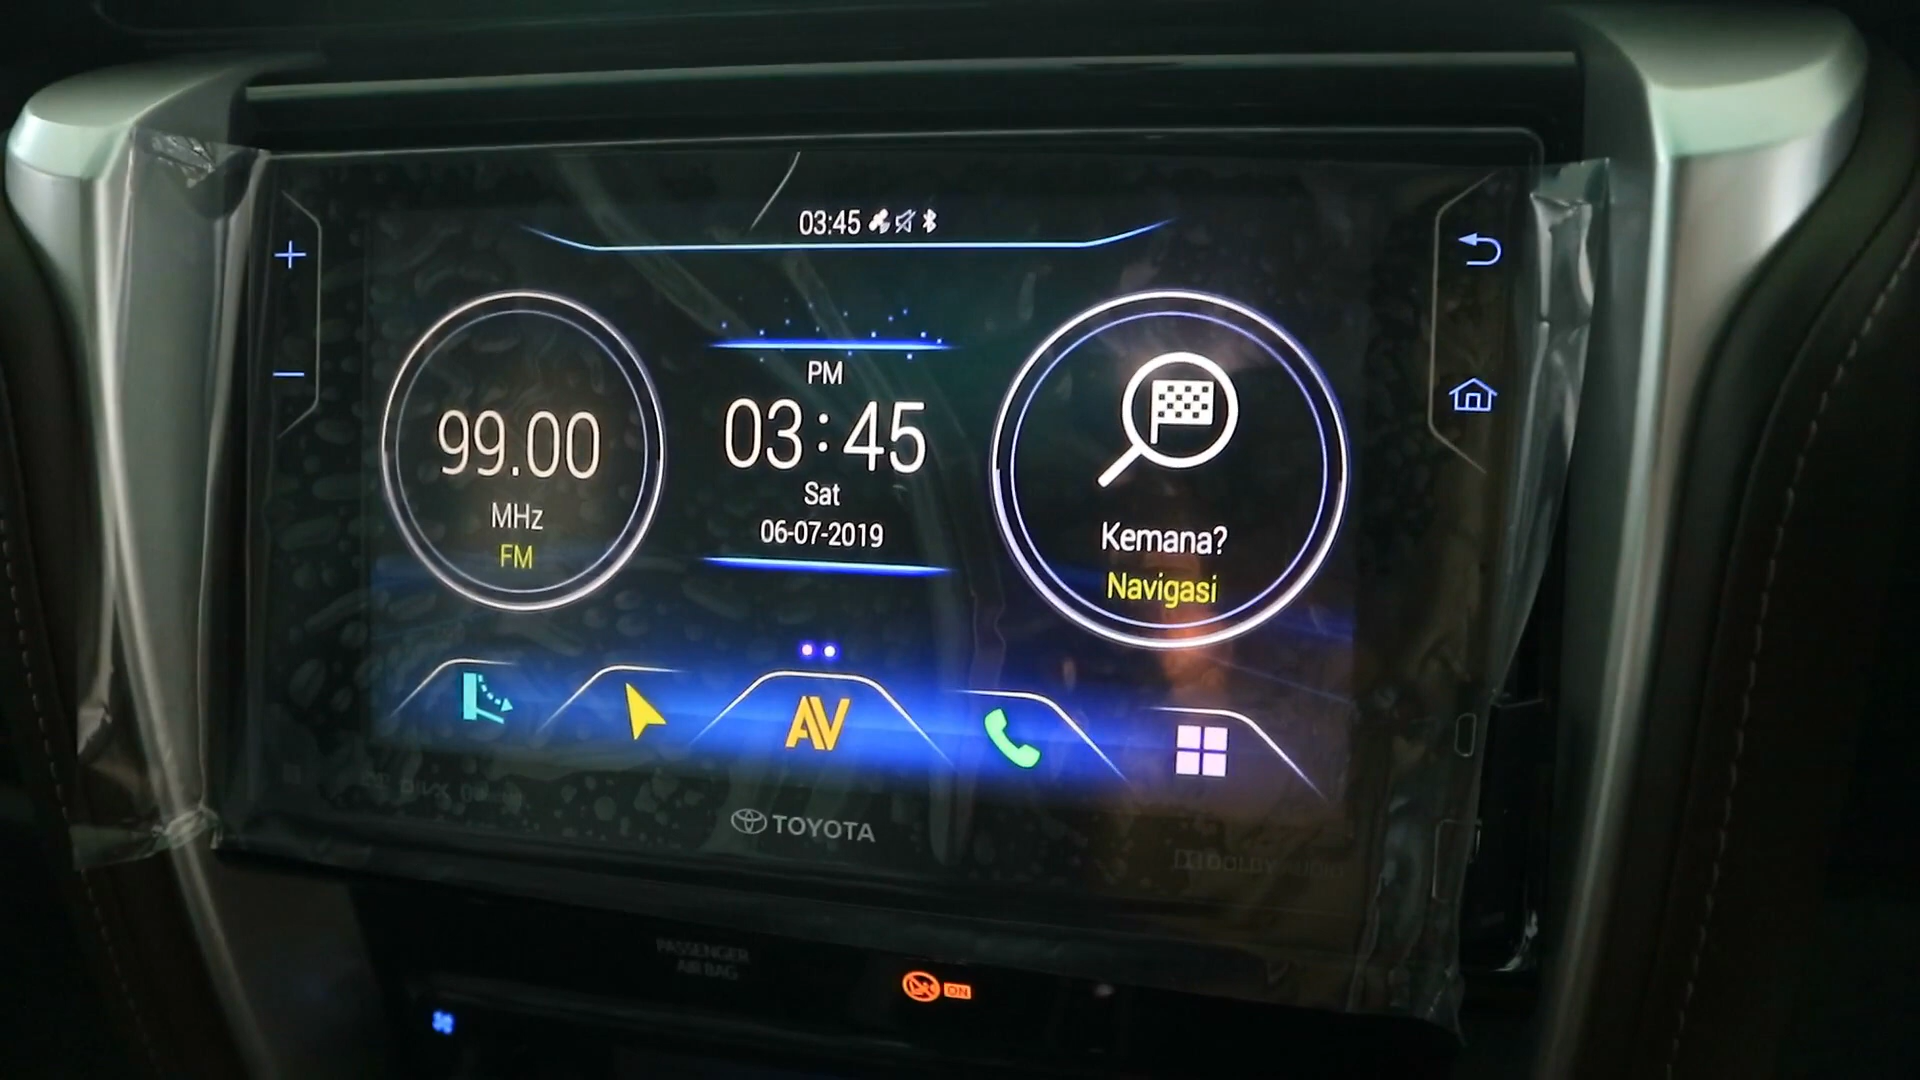 03:45
99.00
MHz
FM
PM
03:45
Sat
06-07-2019
Kemana?
Navigasi
AV
TOYOTA
DOLBY AUDIO
PASSENGER
AIR BAG
ON